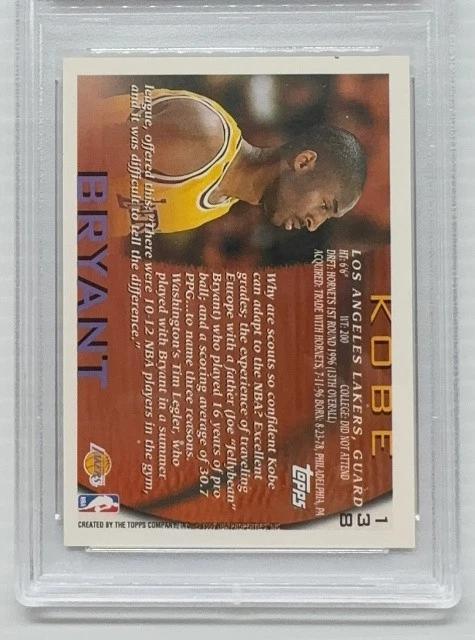 KOBE
LOS ANGELES LAKERS, GUARD
HT: 6'6" WT: 200 COLLEGE: DID NOT ATTEND
DRFT: HORNETS 1ST ROUND 1996 (13TH OVERALL)
ACQUIRED: TRADE WITH HORNETS, 7-11-96 BORN: 8-23-78, PHILADELPHIA, PA
138
topps
Why are scouts so confident Kobe
can adapt to the NBA? Excellent
grades; the experience of traveling
Europe with a father (Joe "Jellybean"
Bryant) who played 16 years of pro
ball; and a scoring average of 30.7
PPG...to name three reasons.
Washington's Tim Legler, who
played with Bryant in a summer
league, offered this: "There were 10-12 NBA players in the gym,
and it was difficult to tell the difference."
BRYANT
LAKERS
NBA
CREATED BY THE TOPPS COMPANY,